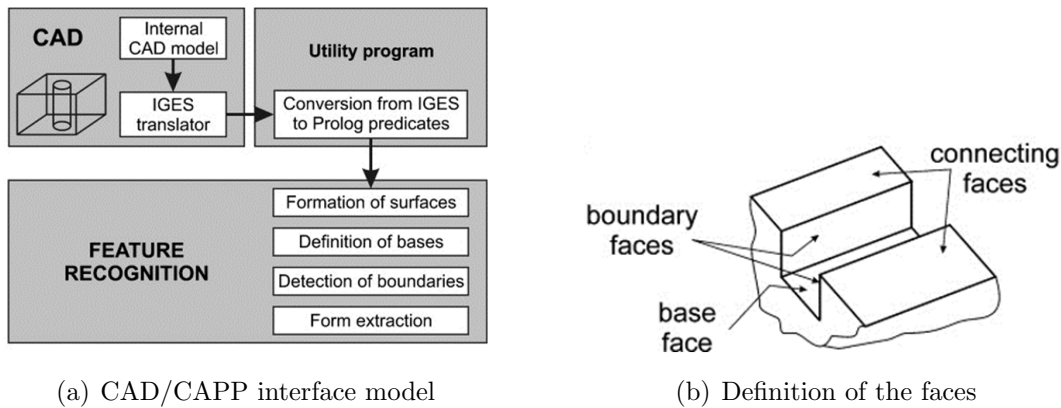 CAD
Internal
CAD model
IGES
translator
Utility program
Conversion from IGES
to Prolog predicates
FEATURE
RECOGNITION
Formation of surfaces
Definition of bases
Detection of boundaries
Form extraction
(a) CAD/CAPP interface model
connecting
faces
boundary
faces
base
face
(b) Definition of the faces